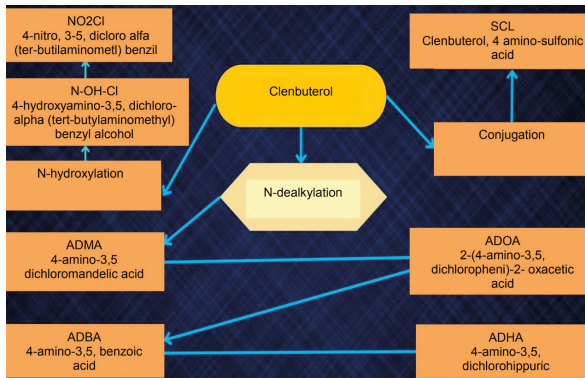 NO2Cl
4-nitro, 3-5, dicloro alfa
(ter-butilaminometl)
benzil
N-OH-Cl
4-hydroxyamino-3,5, dichloro-
alpha (tert-butylaminomethyl)
benzyl alcohol
N-hydroxylation
Clenbuterol
N-dealkylation
SCL
Clenbuterol, 4 amino-sulfonic
acid
Conjugation
ADMA
4-amino-3,5
dichloromandelic acid
ADOA
2-(4-amino-3,5,
dichloropheni)-2- oxacetic
acid
ADBA
4-amino-3,5, benzoic
acid
ADHA
4-amino-3,5,
dichlorohippuric